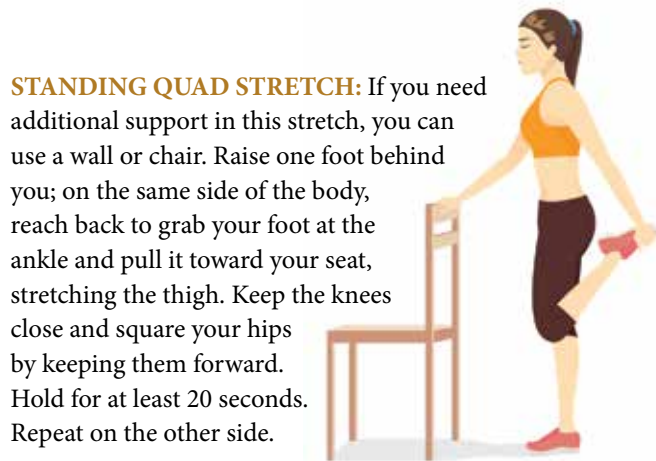 STANDING QUAD STRETCH: If you need
additional support in this stretch, you can
use a wall or chair. Raise one foot behind
you; on the same side of the body,
reach back to grab your foot at the
ankle and pull it toward your seat,
stretching the thigh. Keep the knees
close and square your hips
by keeping them forward.
Hold for at least 20 seconds.
Repeat on the other side.